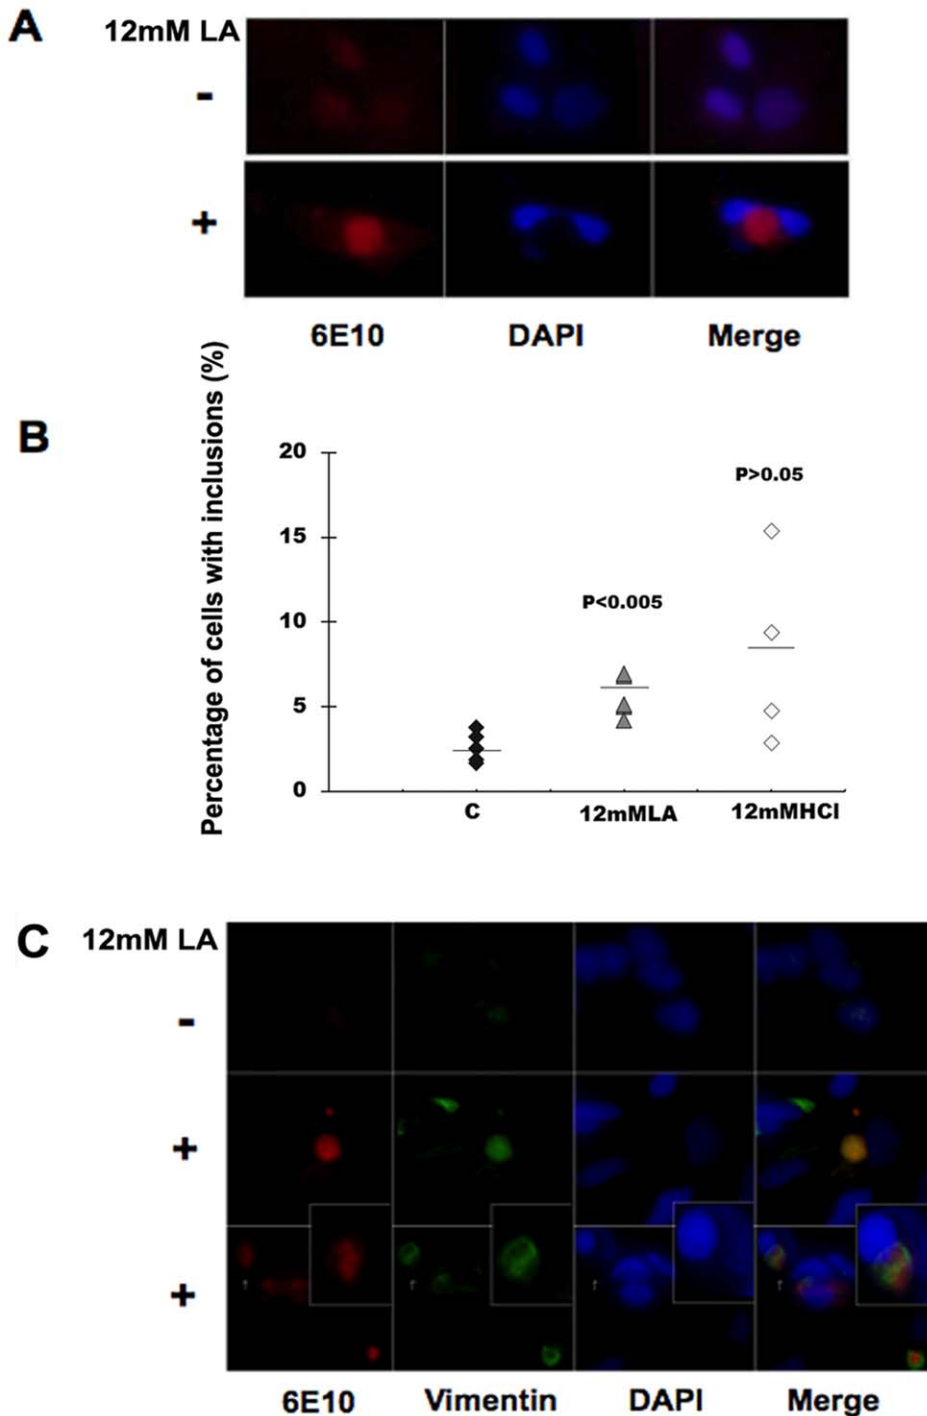 A
12mM LA
-
+
6E10 DAPI Merge
B
Percentage of cells with inclusions (%)
20
15
10
5
0
P<0.005
P>0.05
C 12mMLA 12mMHCl
C
12mM LA
-
+
+
6E10 Vimentin DAPI Merge